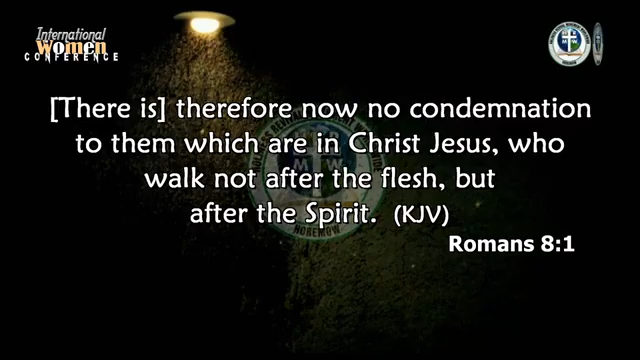 International
Women
CONFERENCE
[There is] therefore now no condemnation
to them which are in Christ Jesus, who
walk not after the flesh, but
after the Spirit. (KJV)
Romans 8:1